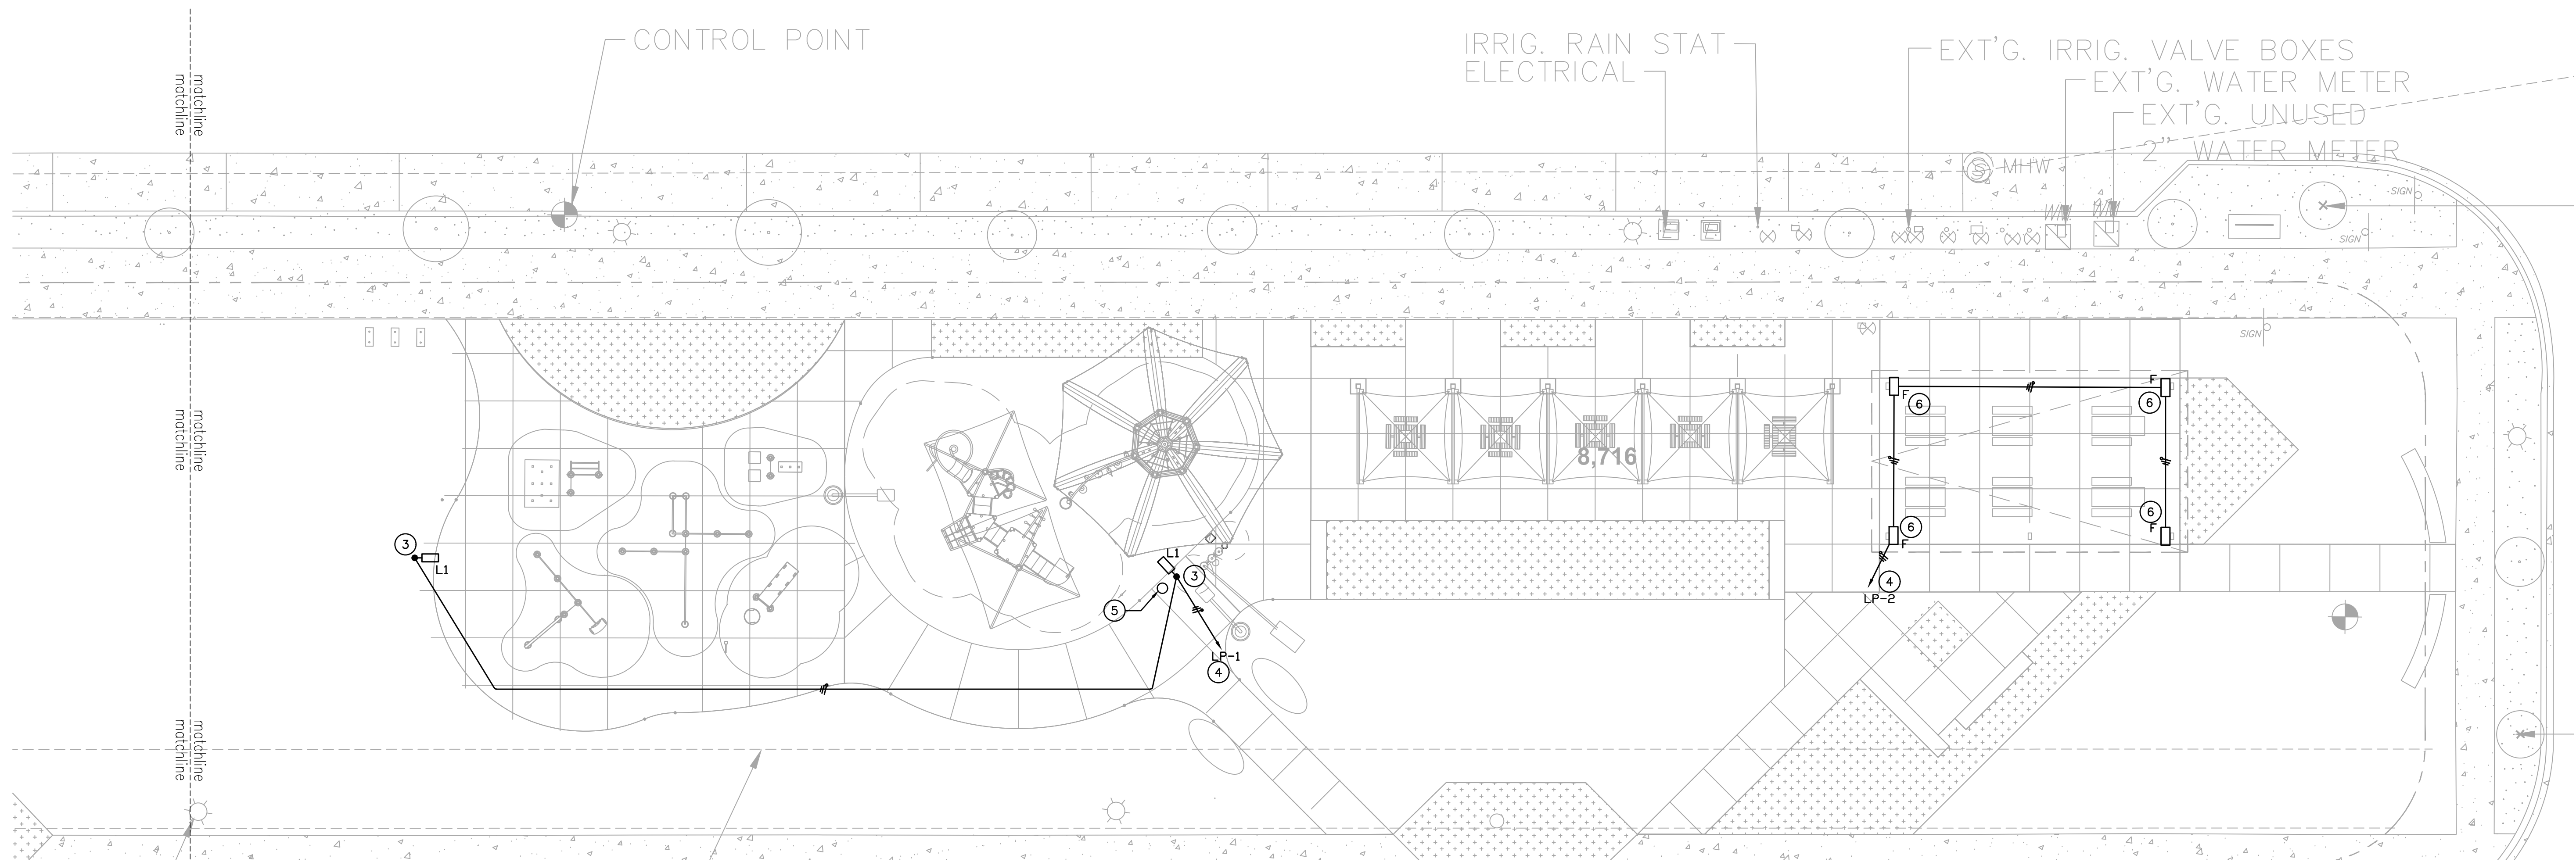 CONTROL POINT
IRRIG. RAIN STAT
ELECTRICAL
EXT'G. IRRIG. VALVE BOXES
EXT'G. WATER METER
EXT'G. UNUSED
2" WATER METER
matchline
matchline
S
MHW
SIGN
SIGN
SIGN
matchline
matchline
8,716
F
6
F
6
6
F
6
F
3
L1
L1
3
5
4
LP-2
LP-1
4
matchline
matchline